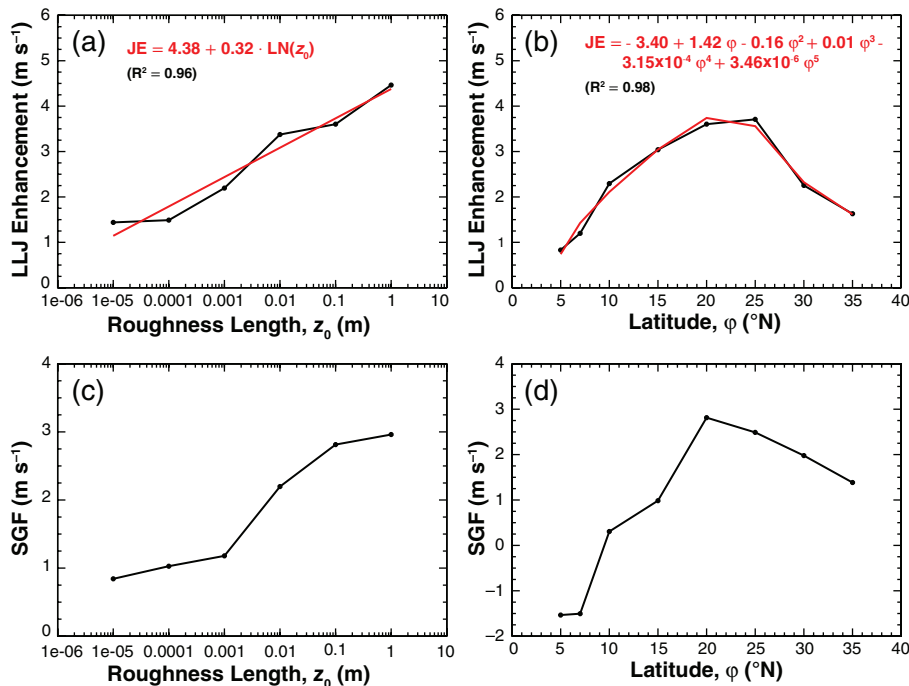 (a)
JE = 4.38 + 0.32 · LN(z₀)
(R² = 0.96)
LLJ Enhancement (m s⁻¹)
6
5
4
3
2
1
0
1e-06 1e-05 0.0001 0.001 0.01 0.1 1 10
Roughness Length, z₀ (m)
(b)
JE = - 3.40 + 1.42 φ - 0.16 φ² + 0.01 φ³ -
3.15x10⁻⁴ φ⁴ + 3.46x10⁻⁶ φ⁵
(R² = 0.98)
LLJ Enhancement (m s⁻¹)
6
5
4
3
2
1
0
0 5 10 15 20 25 30 35 40
Latitude, φ (°N)
(c)
SGF (m s⁻¹)
4
3
2
1
0
1e-06 1e-05 0.0001 0.001 0.01 0.1 1 10
Roughness Length, z₀ (m)
(d)
SGF (m s⁻¹)
4
3
2
1
0
−1
−2
0 5 10 15 20 25 30 35 40
Latitude, φ (°N)